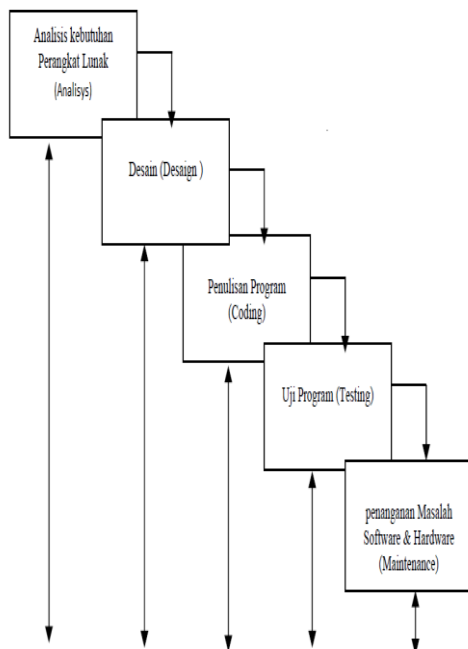 Analisis kebutuhan
Perangkat Lunak
(Analisys)
Desain (Desaign )
Penulisan Program
(Coding)
Uji Program (Testing)
penanganan Masalah
Software & Hardware
(Maintenance)